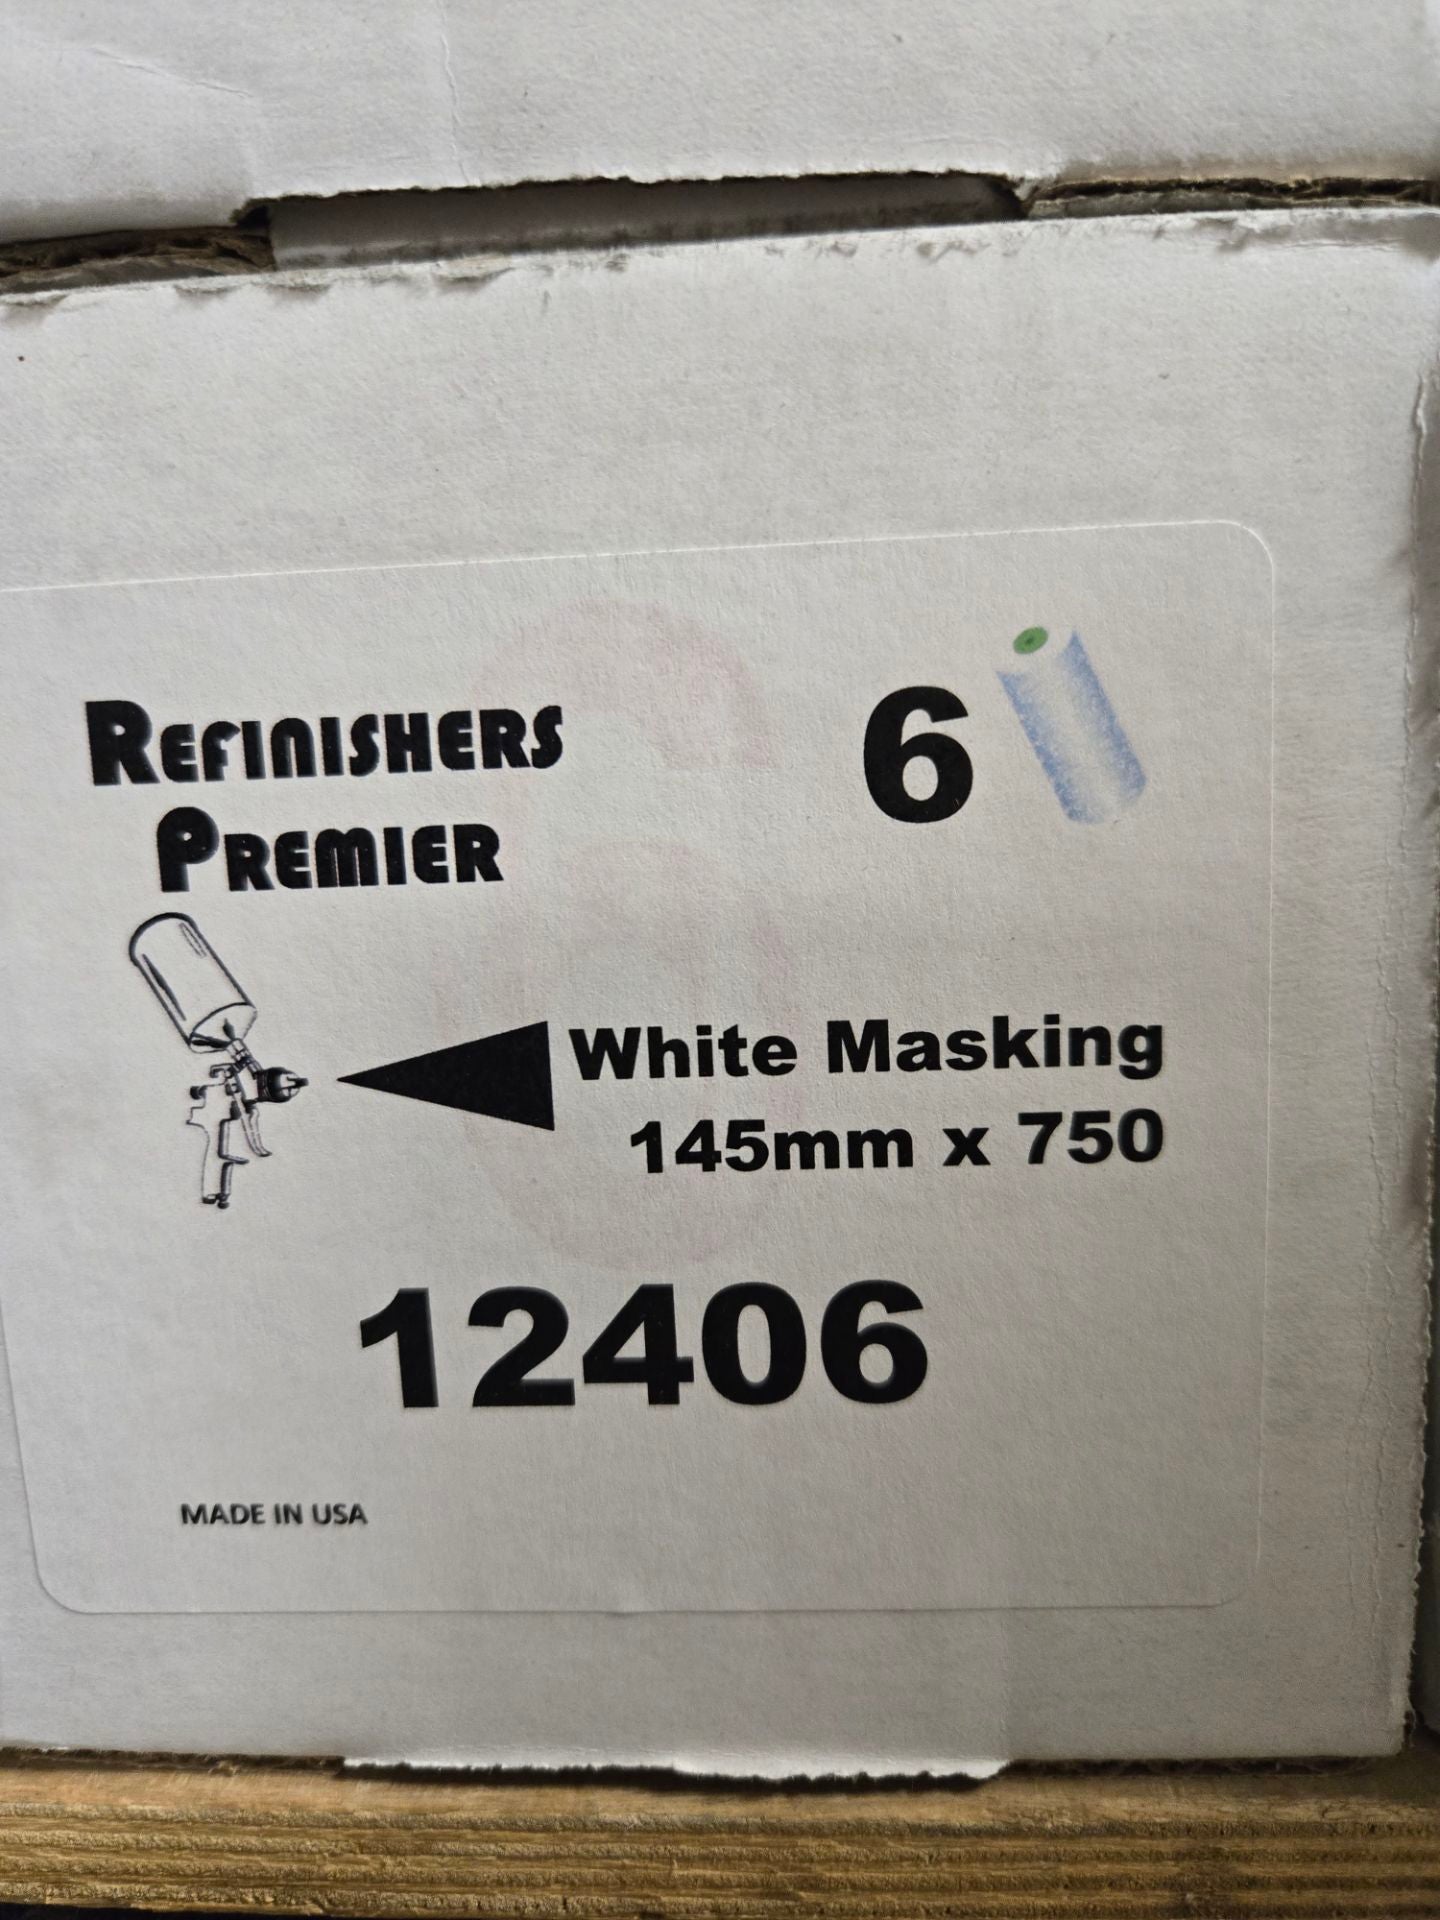 REFINISHERS
PREMIER
6
White Masking
145mm x 750
12406
MADE IN USA